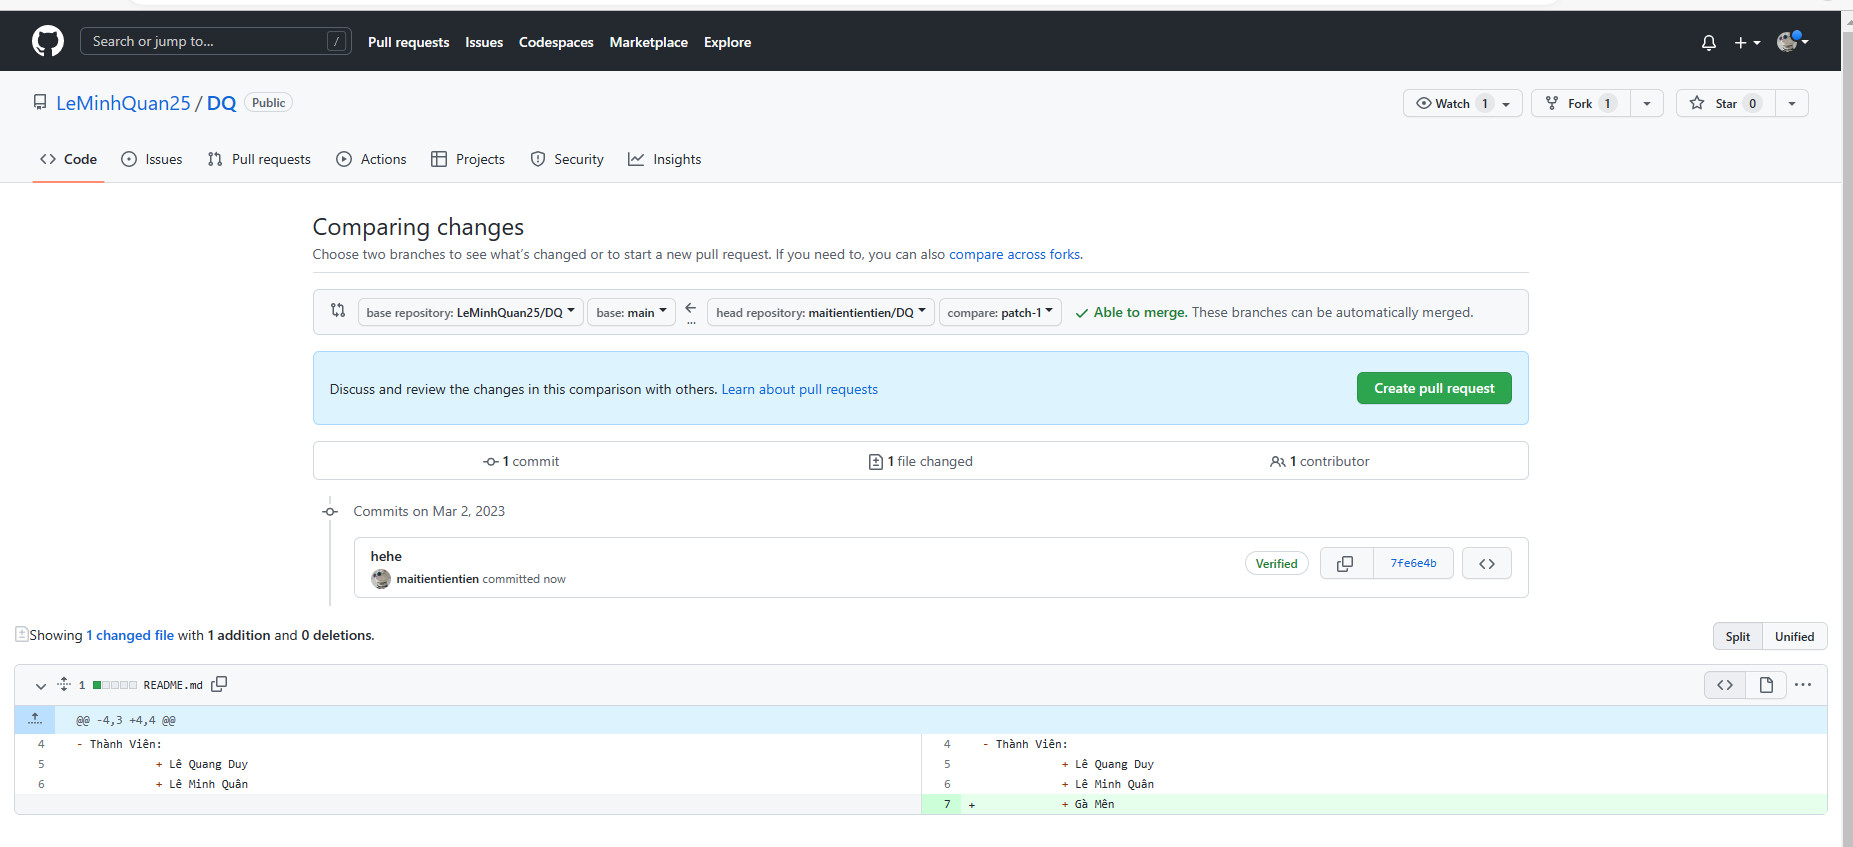 Search or jump to... /
Pull requests Issues Codespaces Marketplace Explore
LeMinhQuan25 / DQ Public
Watch 1 Fork 1 Star 0
Code Issues Pull requests Actions Projects Security Insights
Comparing changes
Choose two branches to see what's changed or to start a new pull request. If you need to, you can also compare across forks.
base repository: LeMinhQuan25/DQ base: main ... head repository: maitientientien/DQ compare: patch-1 Able to merge. These branches can be automatically merged.
Discuss and review the changes in this comparison with others. Learn about pull requests
Create pull request
1 commit 1 file changed 1 contributor
Commits on Mar 2, 2023
hehe
maitientientien committed now
Verified 7fe6e4b
Showing 1 changed file with 1 addition and 0 deletions.
Split Unified
1 README.md
@@ -4,3 +4,4 @@
4 - Thành Viên: 4 - Thành Viên:
5 + Lê Quang Duy 5 + Lê Quang Duy
6 + Lê Minh Quân 6 + Lê Minh Quân
7 + + Gà Mên